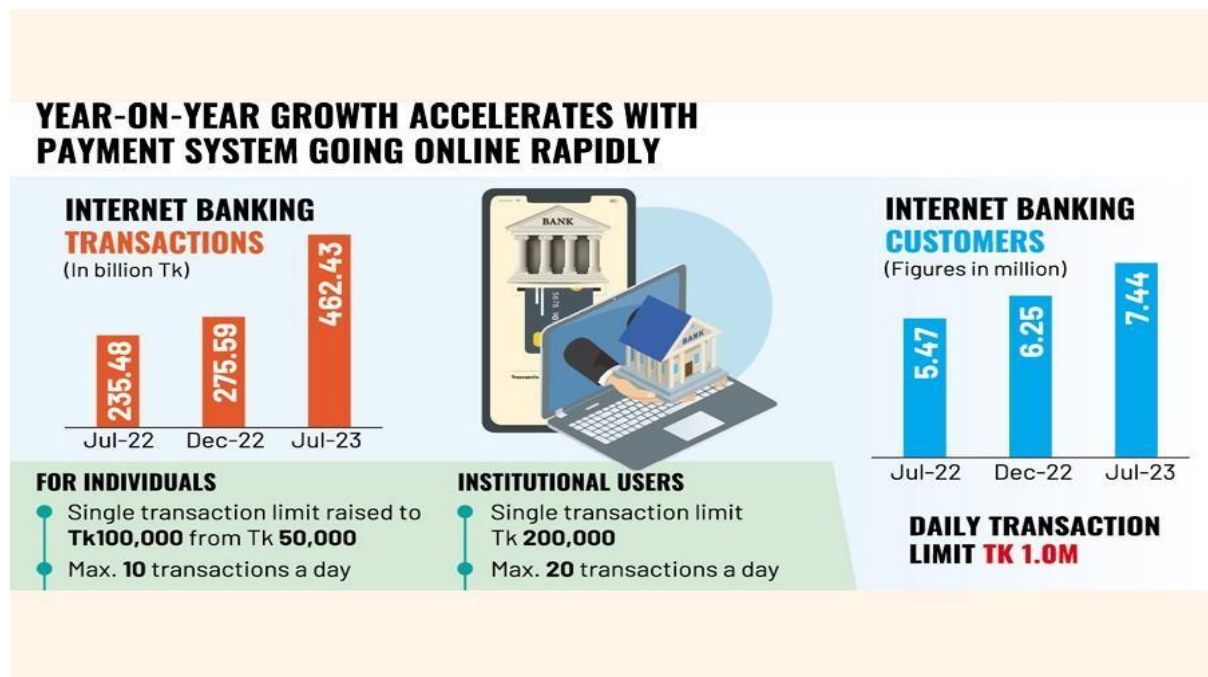 YEAR-ON-YEAR GROWTH ACCELERATES WITH
PAYMENT SYSTEM GOING ONLINE RAPIDLY
INTERNET BANKING
TRANSACTIONS
(In billion Tk)
235.48
275.59
462.43
Jul-22 Dec-22 Jul-23
BANK
BANK
INTERNET BANKING
CUSTOMERS
(Figures in million)
5.47
6.25
7.44
Jul-22 Dec-22 Jul-23
FOR INDIVIDUALS
Single transaction limit raised to
Tk100,000 from Tk 50,000
Max. 10 transactions a day
INSTITUTIONAL USERS
Single transaction limit
Tk 200,000
Max. 20 transactions a day
DAILY TRANSACTION
LIMIT TK 1.0M